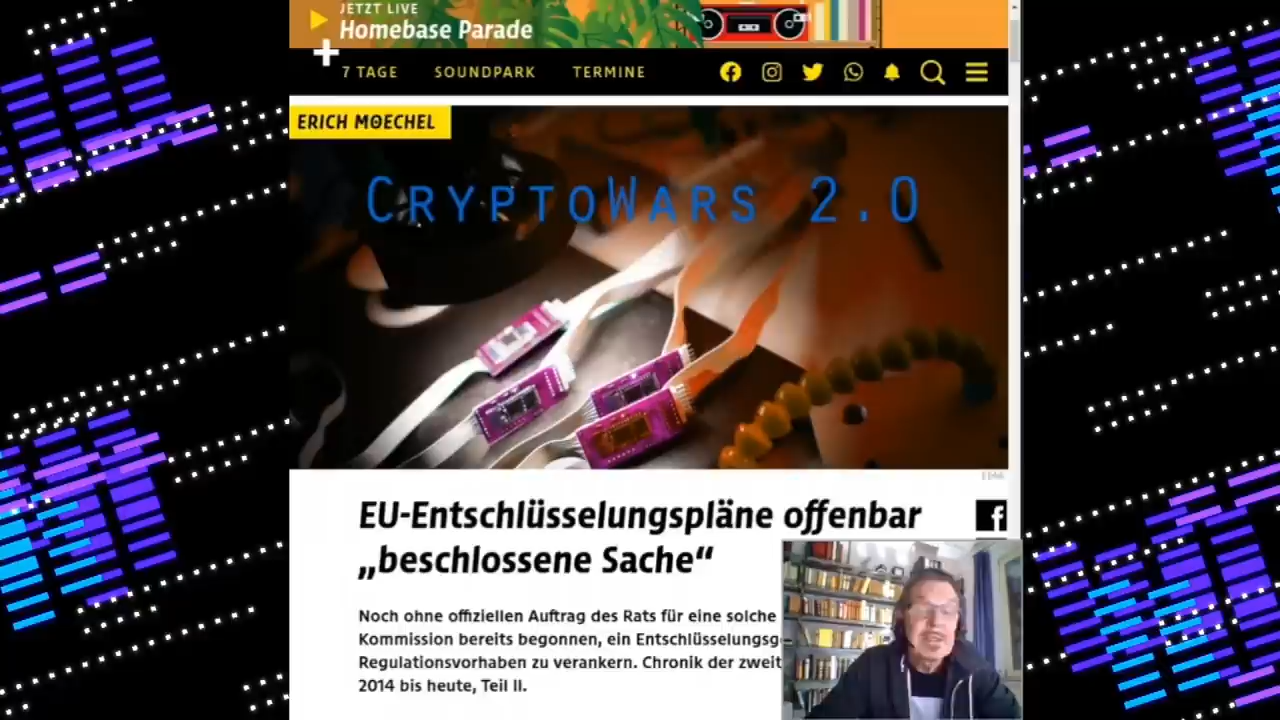 JETZT LIVE
Homebase Parade
7 TAGE SOUNDPARK TERMINE
ERICH MOECHEL
CRYPTOWARS 2.0
EU-Entschlüsselungspläne offenbar
„beschlossene Sache“
Noch ohne offiziellen Auftrag des Rats für eine solche
Kommission bereits begonnen, ein
Regulationsvorhaben zu verankern. Chronik der
2014 bis heute, Teil II.